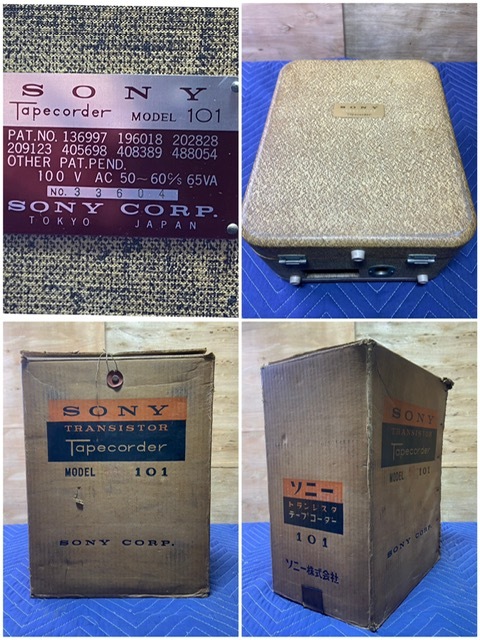 SONY
Tapecorder MODEL 101
PAT.NO. 136997 196018 202828
209123 405698 408389 488054
OTHER PAT.PEND.
100 V AC 50~60 c/s 65VA
NO. 33604
SONY CORP.
TOKYO JAPAN
SONY
SONY
TRANSISTOR
Tapecorder
MODEL 101
SONY CORP.
ソニー
トランジスタ
テープコーダー
101
ソニー株式会社
SONY
TRANSISTOR
Tapecorder
MODEL 101
SONY CORP.